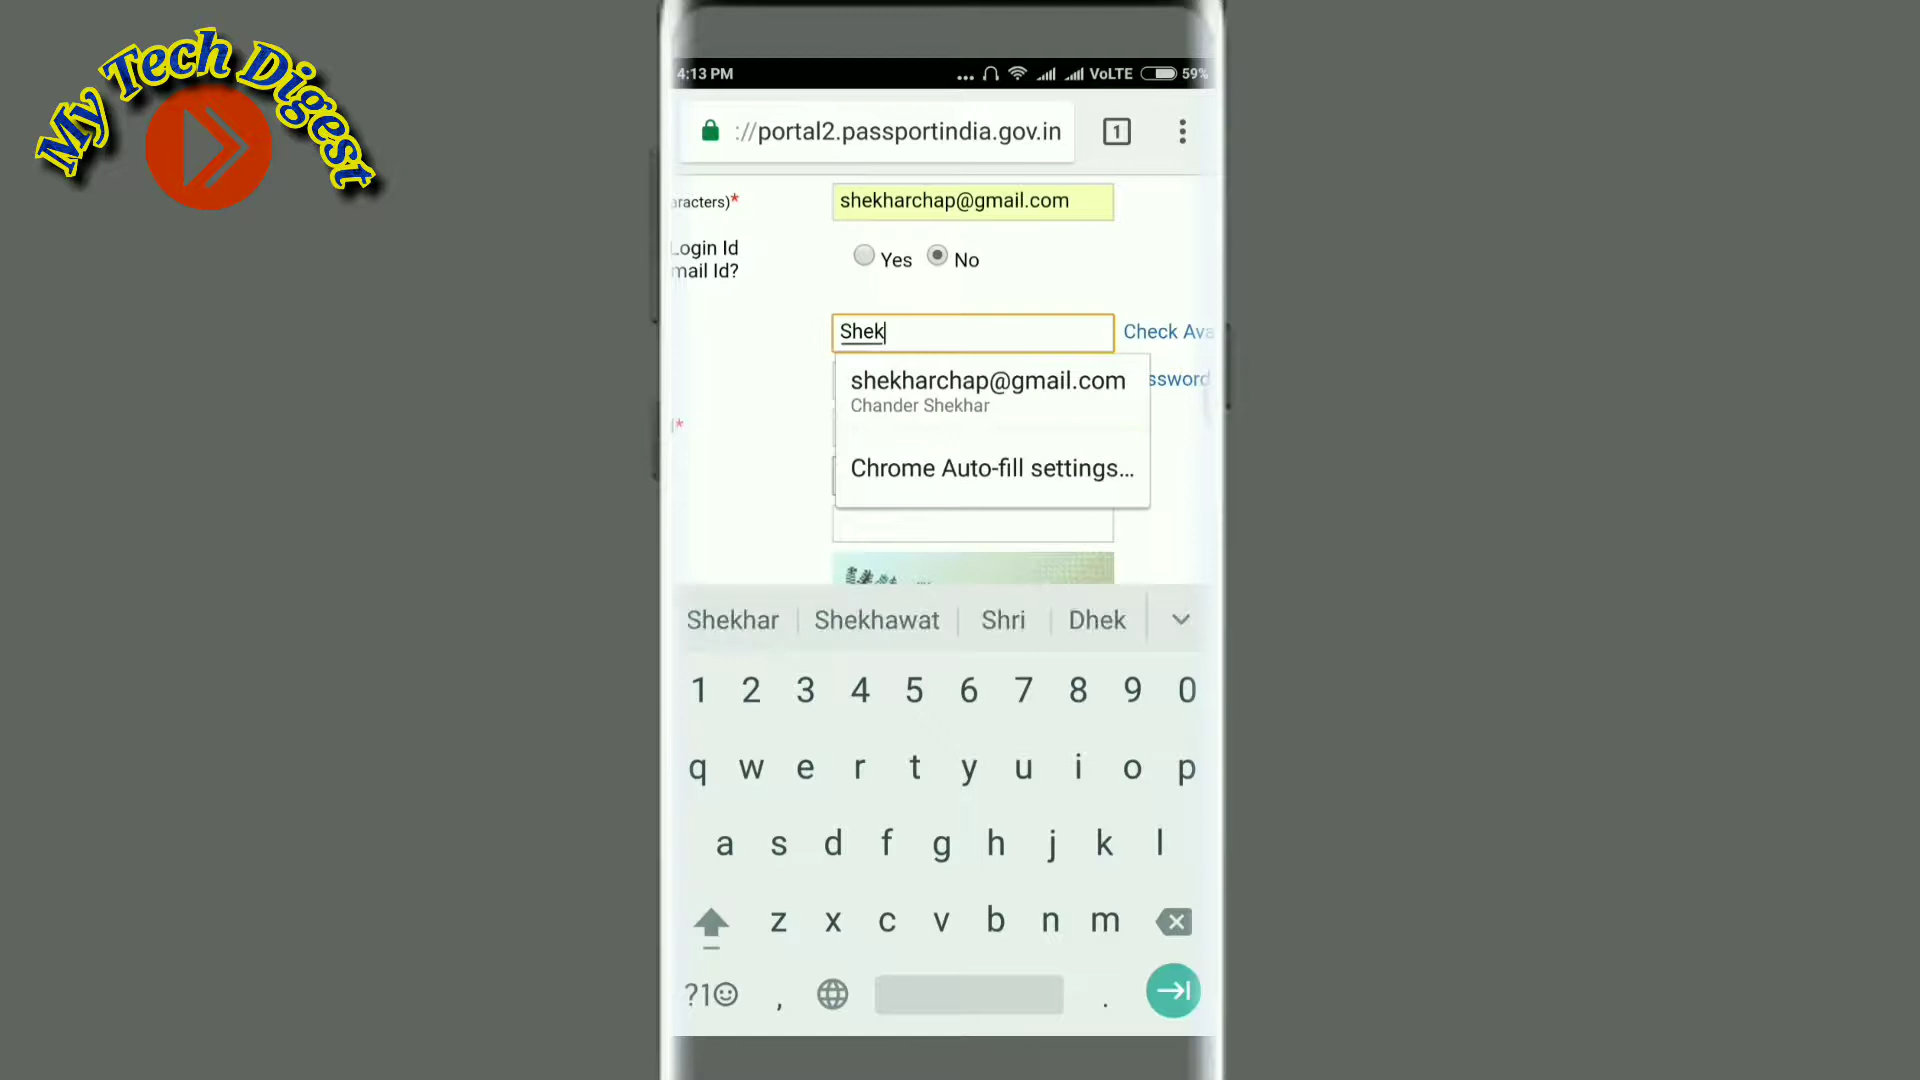 My Tech Digest
4:13 PM
... VoLTE 59%
://portal2.passportindia.gov.in 1
aracters)* shekharchap@gmail.com
Login Id
mail Id?
Yes No
Shek Check Ava
shekharchap@gmail.com
ssword
Chander Shekhar
*
Chrome Auto-fill settings...
Shekhar Shekhawat Shri Dhek
1 2 3 4 5 6 7 8 9 0
q w e r t y u i o p
a s d f g h j k l
z x c v b n m
?1☺ , .